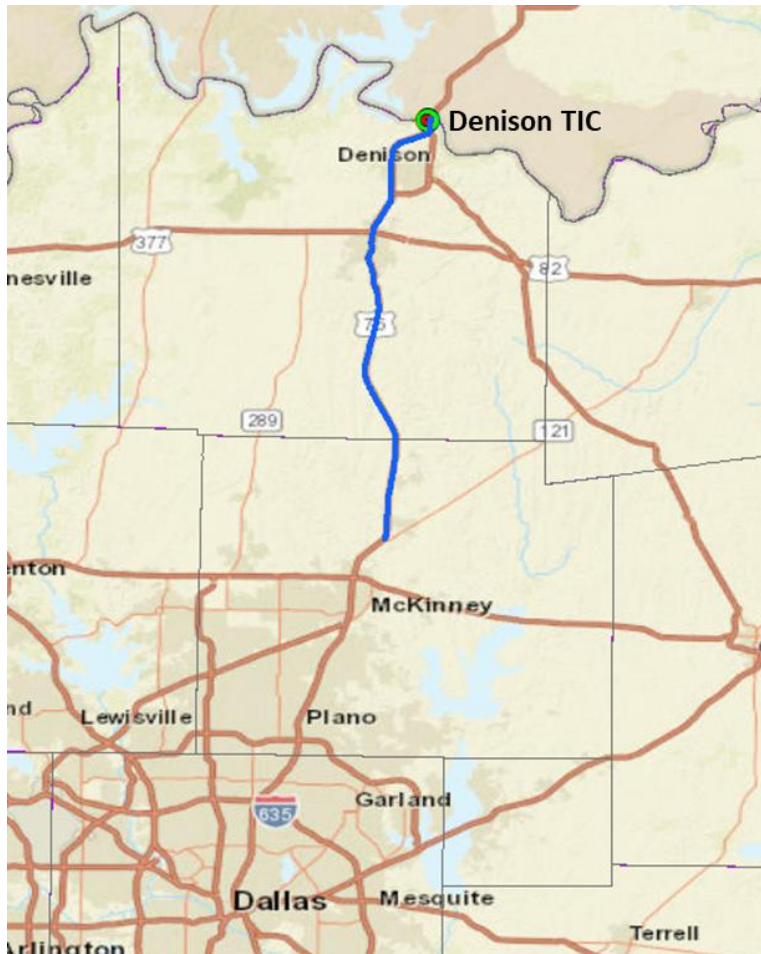 Denison TIC
Denison
377
82
nesville
75
289
121
enton
McKinney
nd
Lewisville
Plano
Garland
635
Dallas
Mesquite
Terrell
Arlington